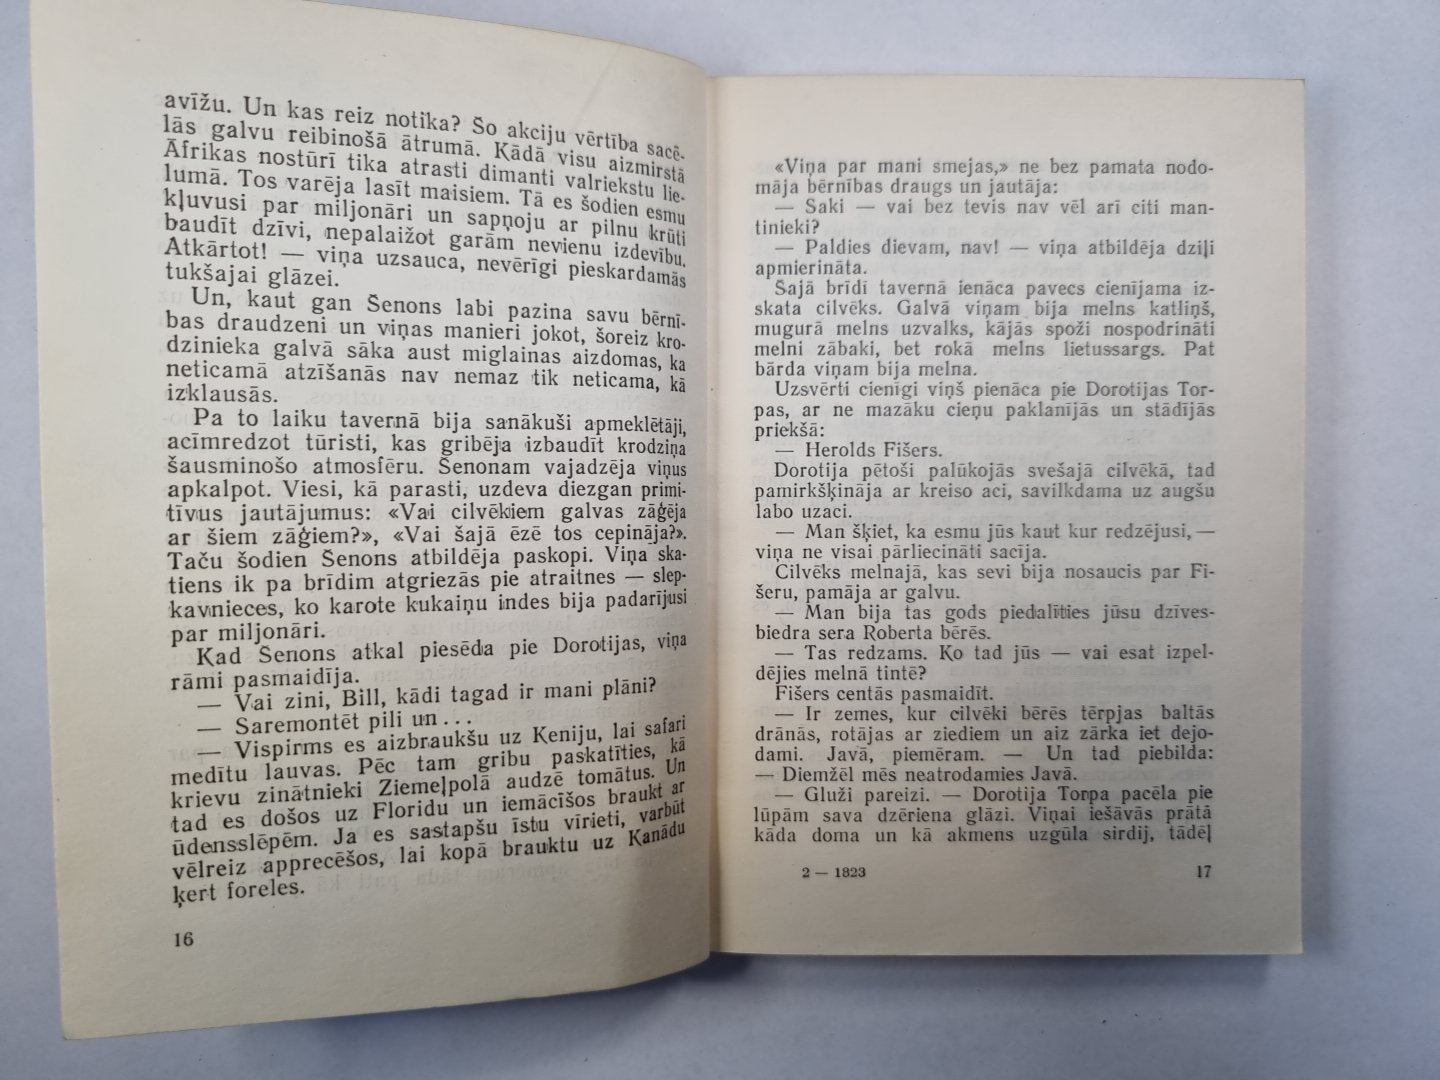 avīžu. Un kas reiz notika? Šo akciju vērtība sacē-
lās galvu reibinošā ātrumā. Kādā visu aizmirstā
Āfrikas nostūrī tika atrasti dimanti valriekstu lie-
lumā. Tos varēja lasīt maisiem. Tā es šodien esmu
kļuvusi par miljonāri un sapņoju ar pilnu krūti
baudīt dzīvi, nepalaižot garām nevienu izdevību.
Atkārtot! — viņa uzsauca, nevērīgi pieskardamās
tukšajai glāzei.
Un, kaut gan Šenons labi pazina savu bērnī-
bas draudzeni un viņas manieri jokot, šoreiz kro-
dzinieka galvā sāka aust miglainas aizdomas, ka
neticamā atzīšanās nav nemaz tik neticama, kā
izklausās.
Pa to laiku tavernā bija sanākuši apmeklētāji,
acīmredzot tūristi, kas gribēja izbaudīt krodziņa
šausminošo atmosfēru. Šenonam vajadzēja viņus
apkalpot. Viesi, kā parasti, uzdeva diezgan primi-
tīvus jautājumus: «Vai cilvēkiem galvas zāģēja
ar šiem zāģiem?», «Vai šajā ēzē tos cepināja?».
Taču šodien Šenons atbildēja paskopi. Viņa ska-
tiens ik pa brīdim atgriezās pie atraitnes — slep-
kavnieces, ko karote kukaiņu indes bija padarījusi
par miljonāri.
Kad Šenons atkal piesēda pie Dorotijas, viņa
rāmi pasmaidīja.
— Vai zini, Bill, kādi tagad ir mani plāni?
— Saremontēt pili un...
— Vispirms es aizbraukšu uz Keniju, lai safari
medītu lauvas. Pēc tam gribu paskatīties, kā
krievu zinātnieki Ziemeļpolā audzē tomātus. Un
tad es došos uz Floridu un iemācīšos braukt ar
ūdensslēpēm. Ja es sastapšu īstu vīrieti, varbūt
vēlreiz apprecēšos, lai kopā brauktu uz Kanādu
ķert foreles.
16
«Viņa par mani smejas,» ne bez pamata nodo-
māja bērnības draugs un jautāja:
— Saki — vai bez tevis nav vēl arī citi man-
tinieki?
— Paldies dievam, nav! — viņa atbildēja dziļi
apmierināta.
Šajā brīdī tavernā ienāca pavecs cienījama iz-
skata cilvēks. Galvā viņam bija melns katliņš,
mugurā melns uzvalks, kājās spoži nospodrināti
melni zābaki, bet rokā melns lietussargs. Pat
bārda viņam bija melna.
Uzsvērti cienīgi viņš pienāca pie Dorotijas Tor-
pas, ar ne mazāku cieņu paklanījās un stādījās
priekšā:
— Herolds Fišers.
Dorotija pētoši palūkojās svešajā cilvēkā, tad
pamirkšķināja ar kreiso aci, savilkdama uz augšu
labo uzaci.
— Man šķiet, ka esmu jūs kaut kur redzējusi, —
viņa ne visai pārliecināti sacīja.
Cilvēks melnajā, kas sevi bija nosaucis par Fi-
šeru, pamāja ar galvu.
— Man bija tas gods piedalīties jūsu dzīves-
biedra sera Roberta bērēs.
— Tas redzams. Ko tad jūs — vai esat izpel-
dējies melnā tintē?
Fišers centās pasmaidīt.
— Ir zemes, kur cilvēki bērēs tērpjas baltās
drānās, rotājas ar ziediem un aiz zārka iet dejo-
dami. Javā, piemēram. — Un tad piebilda:
— Diemžēl mēs neatrodamies Javā.
— Gluži pareizi. — Dorotija Torpa pacēla pie
lūpām sava dzēriena glāzi. Viņai iešāvās prātā
kāda doma un kā akmens uzgūla sirdij, tādēļ
2 — 1823
17